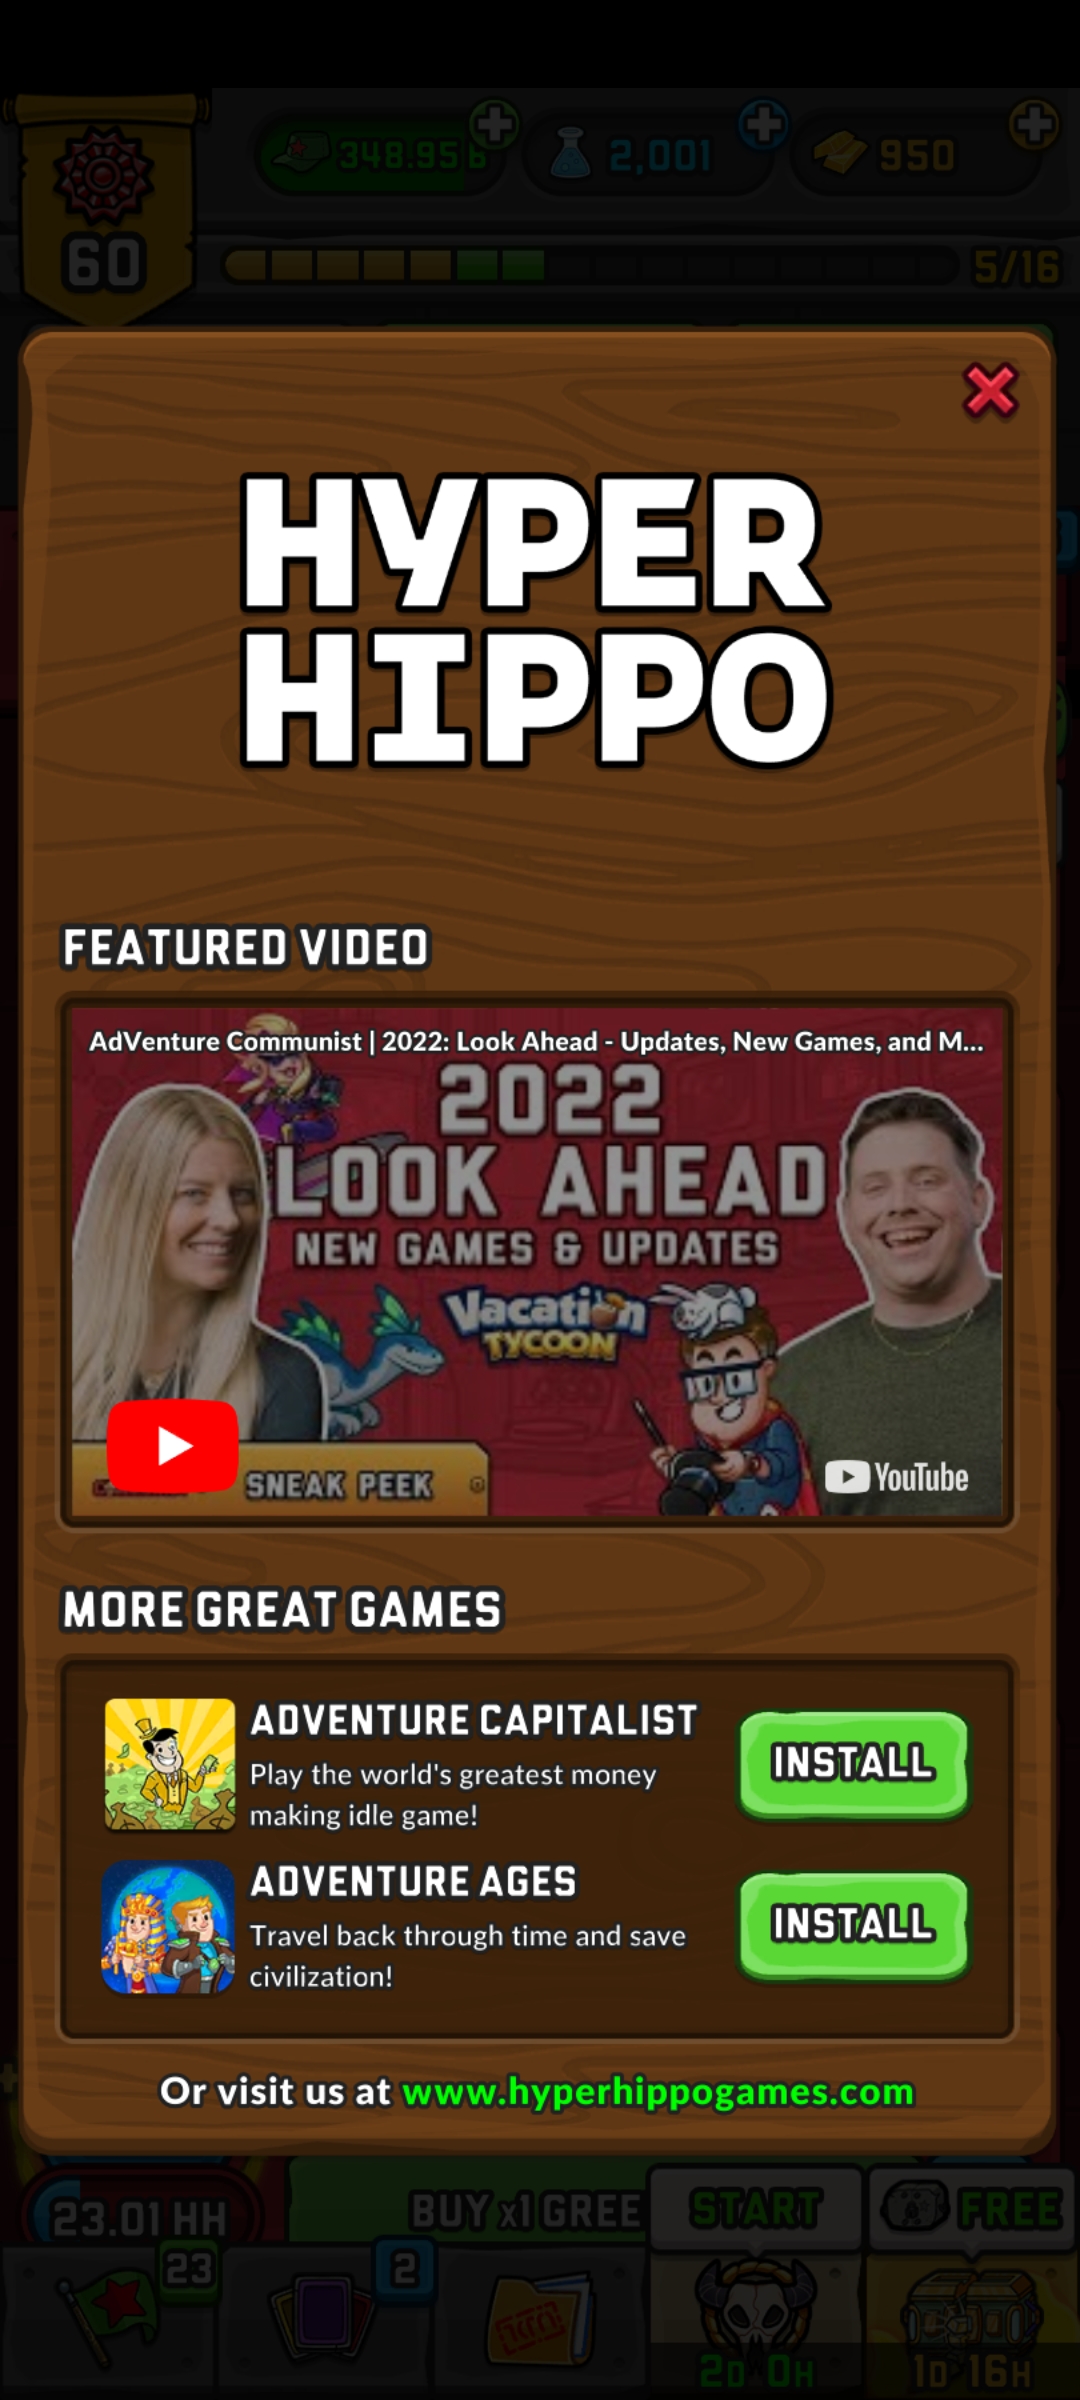 348.95 B
2,001
950
60
5/16
HYPER
HIPPO
FEATURED VIDEO
AdVenture Communist | 2022: Look Ahead - Updates, New Games, and M...
2022
LOOK AHEAD
NEW GAMES & UPDATES
Vacation
TYCOON
SNEAK PEEK
YouTube
MORE GREAT GAMES
ADVENTURE CAPITALIST
Play the world's greatest money
making idle game!
INSTALL
ADVENTURE AGES
Travel back through time and save
civilization!
INSTALL
Or visit us at www.hyperhippogames.com
23.01 HH
BUY x1 GREE
START
FREE
23
2
2D 0H
1D 16H